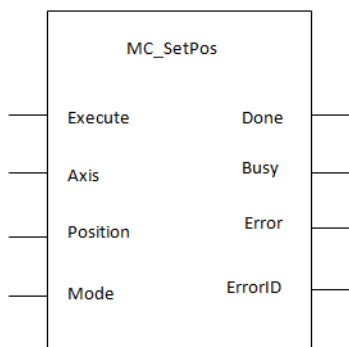 MC_SetPos
Execute Done
Axis Busy
Position Error
Mode ErrorID